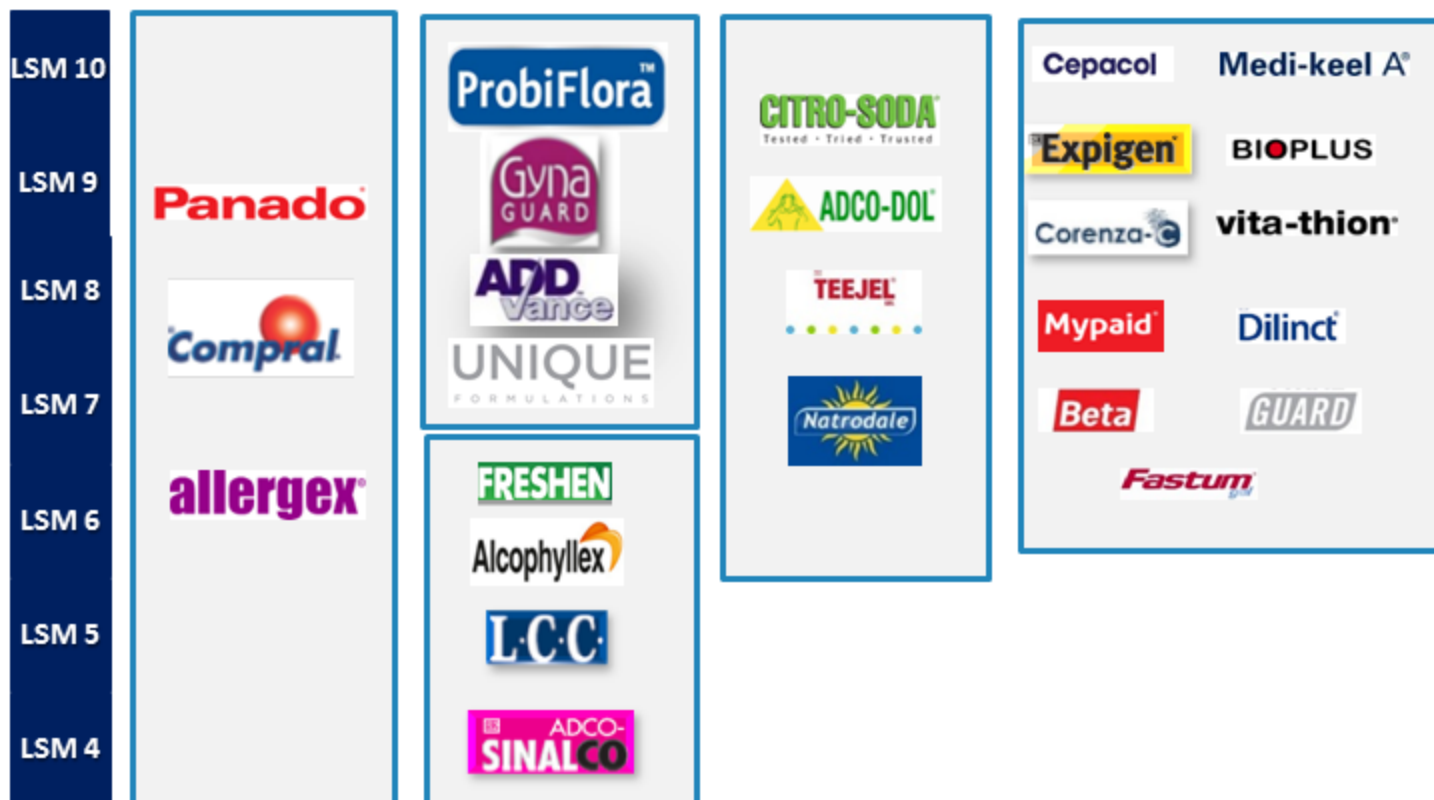 LSM 10
LSM 9
LSM 8
LSM 7
LSM 6
LSM 5
LSM 4
Panado®
Compral
allergex®
ProbiFlora™
Gyna
GUARD
ADD
Vance
UNIQUE
FORMULATIONS
FRESHEN
Alcophyllex
L·C·C·
ADCO-
SINALCO
CITRO-SODA®
Tested · Tried · Trusted
ADCO-DOL®
TEEJEL®
Natrodale
Cepacol
Medi-keel A®
Expigen®
BIOPLUS
Corenza-C
vita-thion®
Mypaid®
Dilinct®
Beta
GUARD
Fastum®
gel